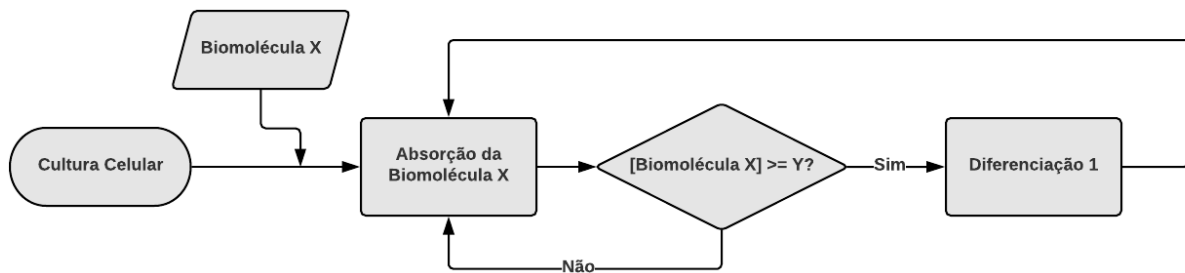 Biomolécula X
Cultura Celular
Absorção da
Biomolécula X
[Biomolécula X] >= Y?
Sim
Diferenciação 1
Não